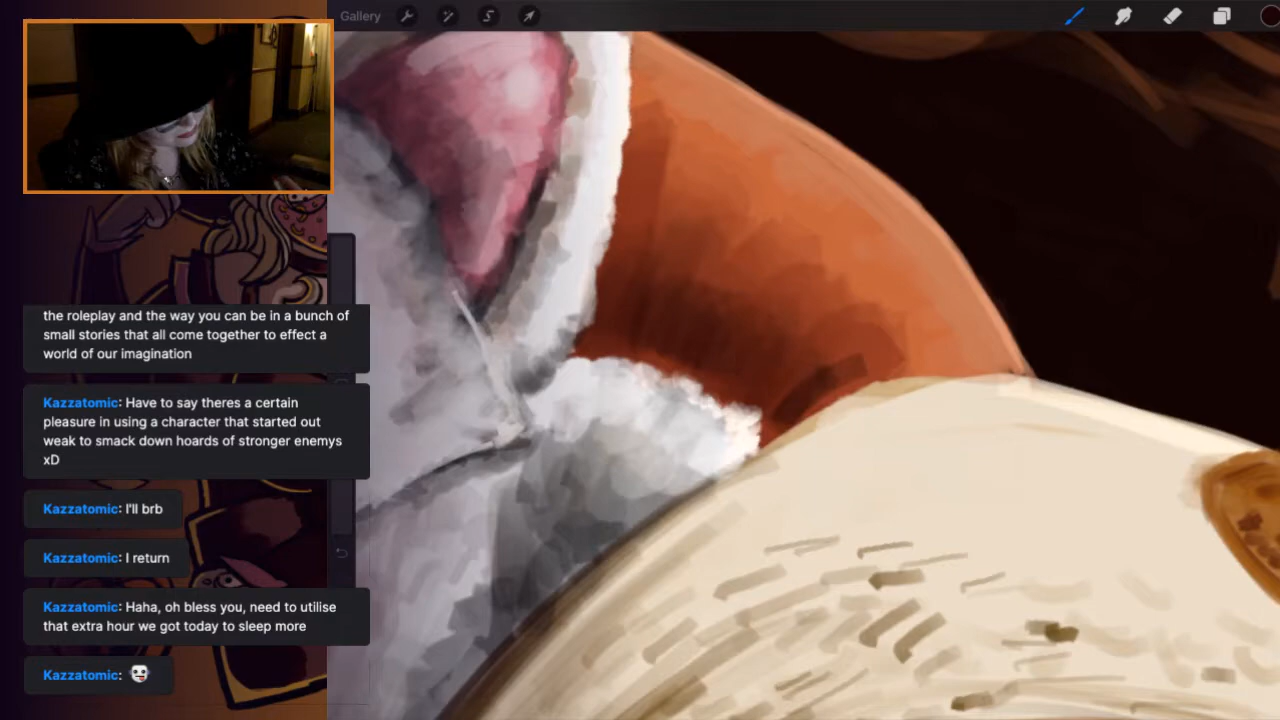 Gallery
the roleplay and the way you can be in a bunch of
small stories that all come together to effect a
world of our imagination
Kazzatomic: Have to say theres a certain
pleasure in using a character that started out
weak to smack down hoards of stronger enemys
xD
Kazzatomic: I'll brb
Kazzatomic: I return
Kazzatomic: Haha, oh bless you, need to utilise
that extra hour we got today to sleep more
Kazzatomic: